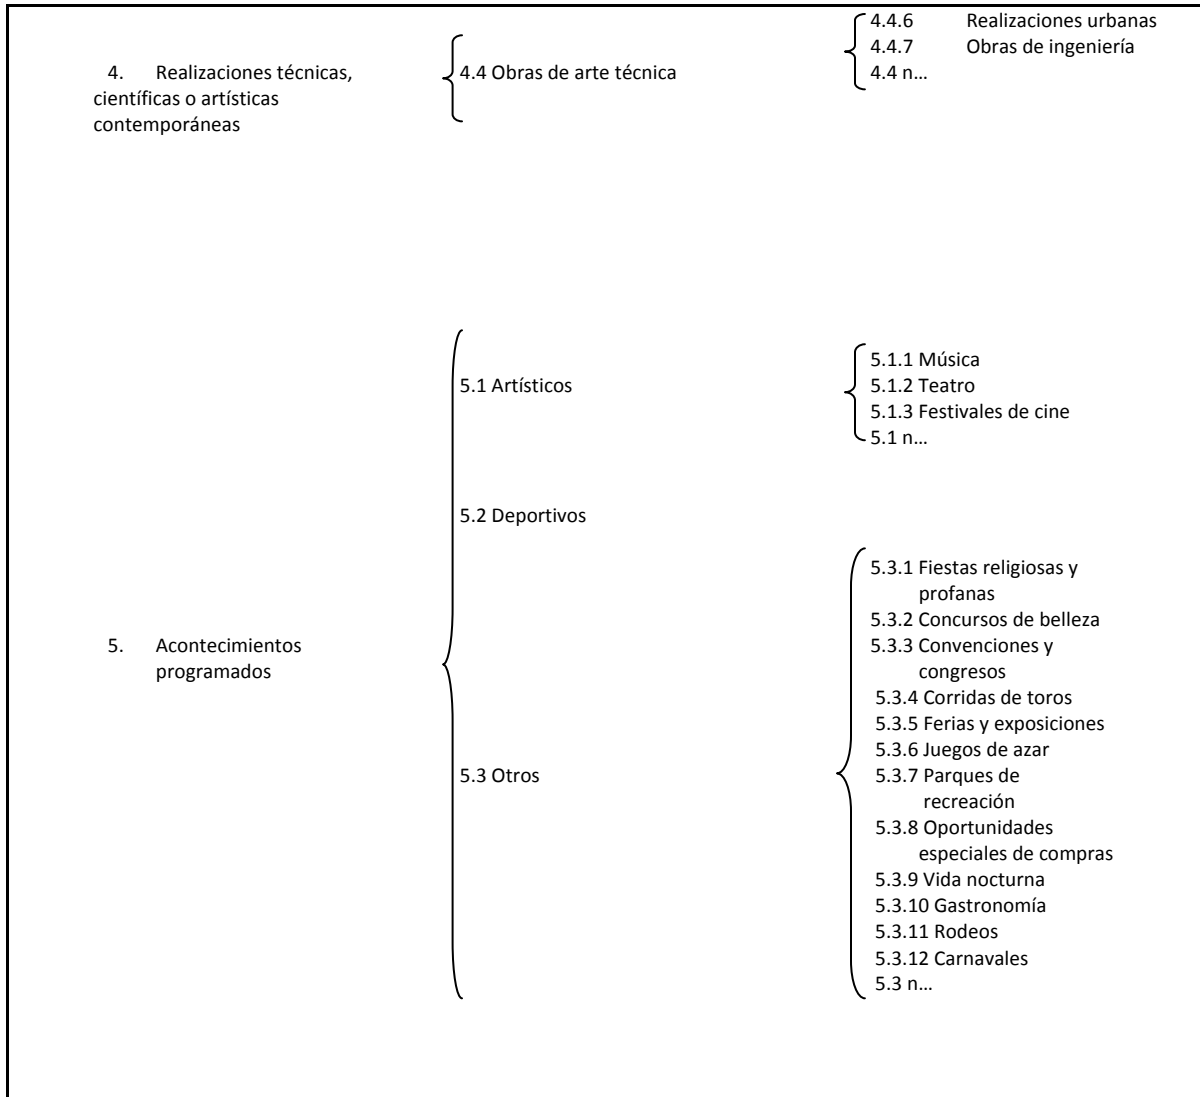 4. Realizaciones técnicas,
científicas o artísticas
contemporáneas
4.4 Obras de arte técnica
4.4.6 Realizaciones urbanas
4.4.7 Obras de ingeniería
4.4 n...
5. Acontecimientos
programados
5.1 Artísticos
5.1.1 Música
5.1.2 Teatro
5.1.3 Festivales de cine
5.1 n...
5.2 Deportivos
5.3 Otros
5.3.1 Fiestas religiosas y
profanas
5.3.2 Concursos de belleza
5.3.3 Convenciones y
congresos
5.3.4 Corridas de toros
5.3.5 Ferias y exposiciones
5.3.6 Juegos de azar
5.3.7 Parques de
recreación
5.3.8 Oportunidades
especiales de compras
5.3.9 Vida nocturna
5.3.10 Gastronomía
5.3.11 Rodeos
5.3.12 Carnavales
5.3 n...